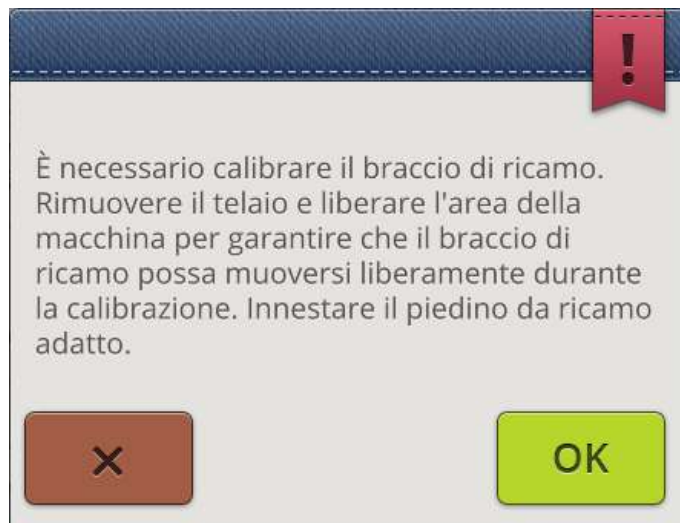 !
È necessario calibrare il braccio di ricamo.
Rimuovere il telaio e liberare l'area della
macchina per garantire che il braccio di
ricamo possa muoversi liberamente durante
la calibrazione. Innestare il piedino da ricamo
adatto.
OK